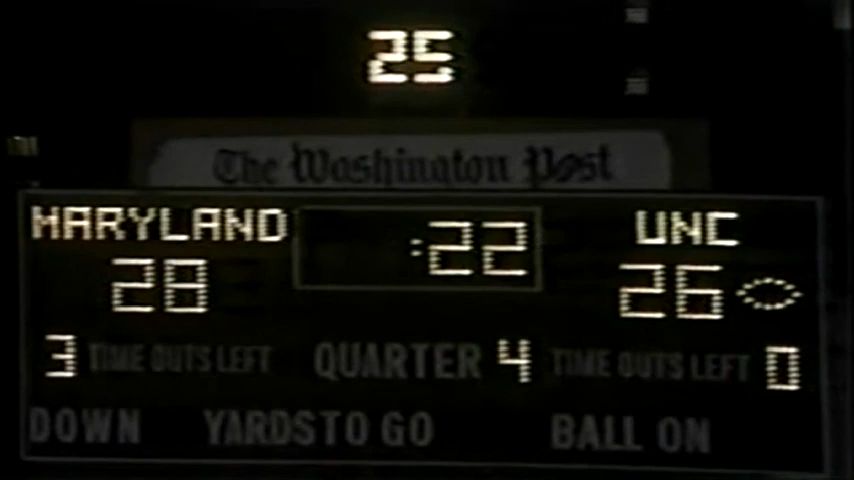 25
The Washington Post
MARYLAND :22 UNC
28 26
3 TIME OUTS LEFT QUARTER 4 TIME OUTS LEFT 0
DOWN YARDS TO GO BALL ON